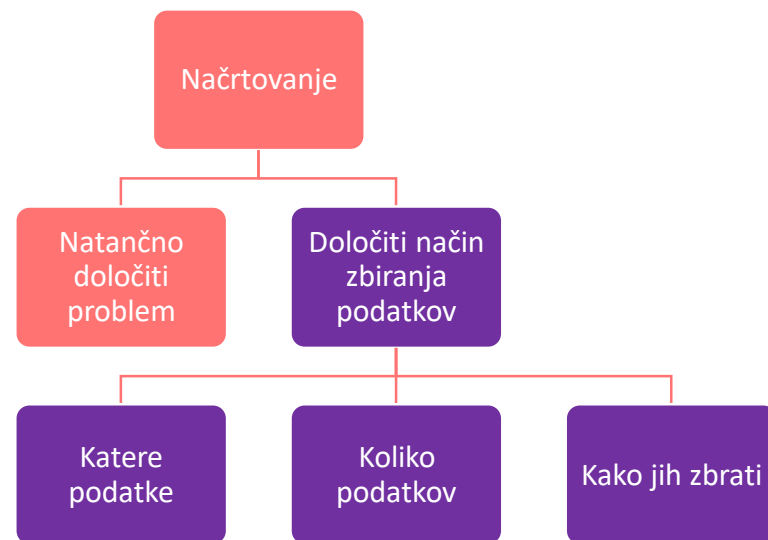 Načrtovanje
Natančno
določiti
problem
Določiti način
zbiranja
podatkov
Katere
podatke
Koliko
podatkov
Kako jih zbrati